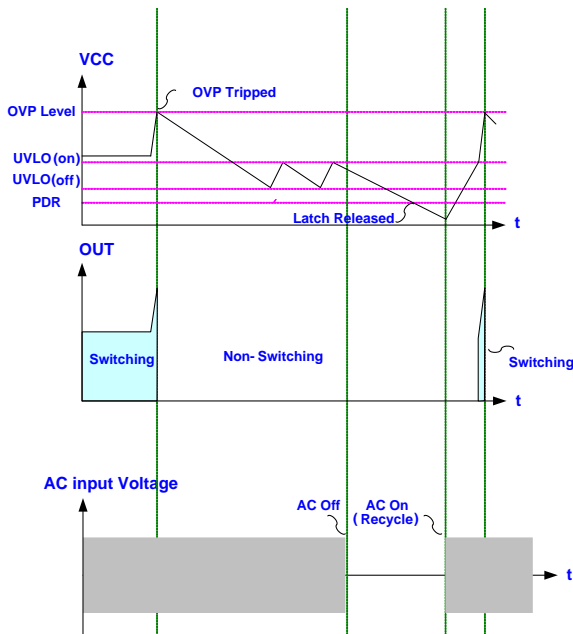 VCC
OVP Tripped
OVP Level
UVLO(on)
UVLO(off)
PDR
Latch Released
t
OUT
Switching
Non- Switching
Switching
t
AC input Voltage
AC Off
AC On
( Recycle)
t